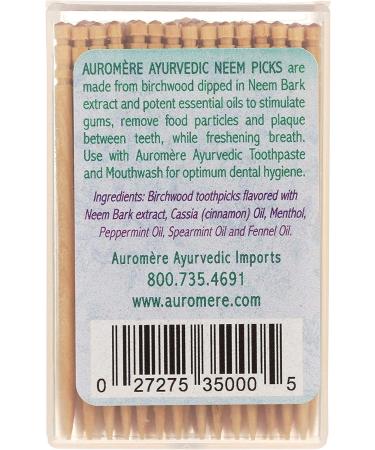 AUROMÈRE AYURVEDIC NEEM PICKS are
made from birchwood dipped in Neem Bark
extract and potent essential oils to stimulate
gums, remove food particles and plaque
between teeth, while freshening breath.
Use with Auromère Ayurvedic Toothpaste
and Mouthwash for optimum dental hygiene.
Ingredients: Birchwood toothpicks flavored with
Neem Bark extract, Cassia (cinnamon) Oil, Menthol,
Peppermint Oil, Spearmint Oil and Fennel Oil.
Auromère Ayurvedic Imports
800.735.4691
www.auromere.com
0 27275 35000 5